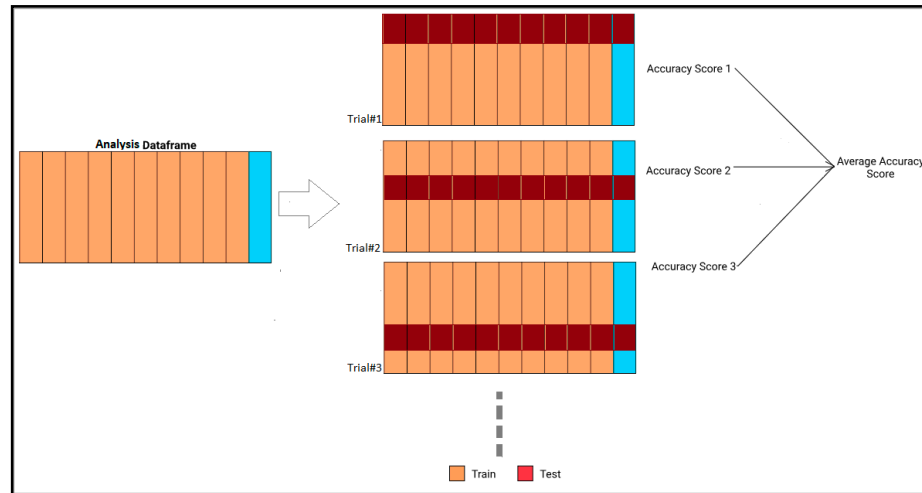 Analysis Dataframe
Trial#1
Accuracy Score 1
Trial#2
Accuracy Score 2
Average Accuracy
Score
Trial#3
Accuracy Score 3
Train
Test